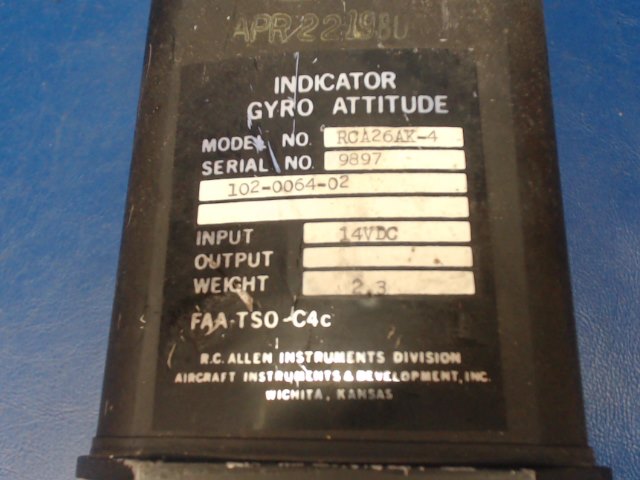 APR 22 1980
INDICATOR
GYRO ATTITUDE
MODEL NO. RCA26AK-4
SERIAL NO. 9897
102-0064-02
INPUT 14VDC
OUTPUT
WEIGHT 2.3
FAA-TSO-C4c
R.C. ALLEN INSTRUMENTS DIVISION
AIRCRAFT INSTRUMENTS & DEVELOPMENT, INC.
WICHITA, KANSAS